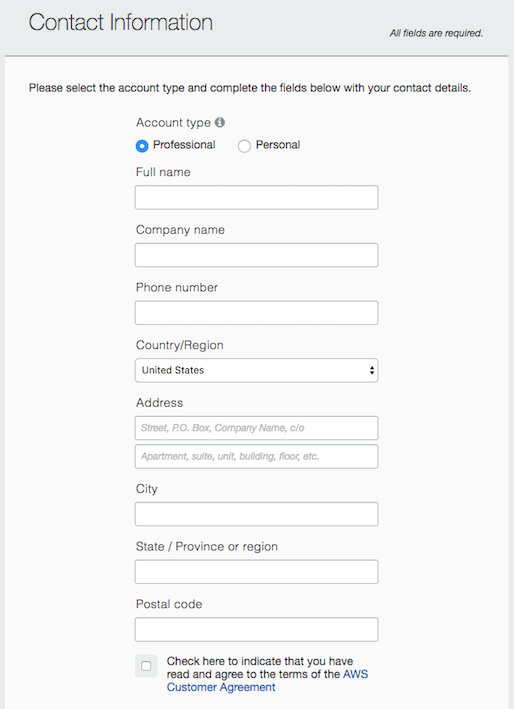 Contact Information
All fields are required.
Please select the account type and complete the fields below with your contact details.
Account type
Professional Personal
Full name
Company name
Phone number
Country/Region
United States
Address
Street, P.O. Box, Company Name, c/o
Apartment, suite, unit, building, floor, etc.
City
State / Province or region
Postal code
Check here to indicate that you have
read and agree to the terms of the AWS
Customer Agreement